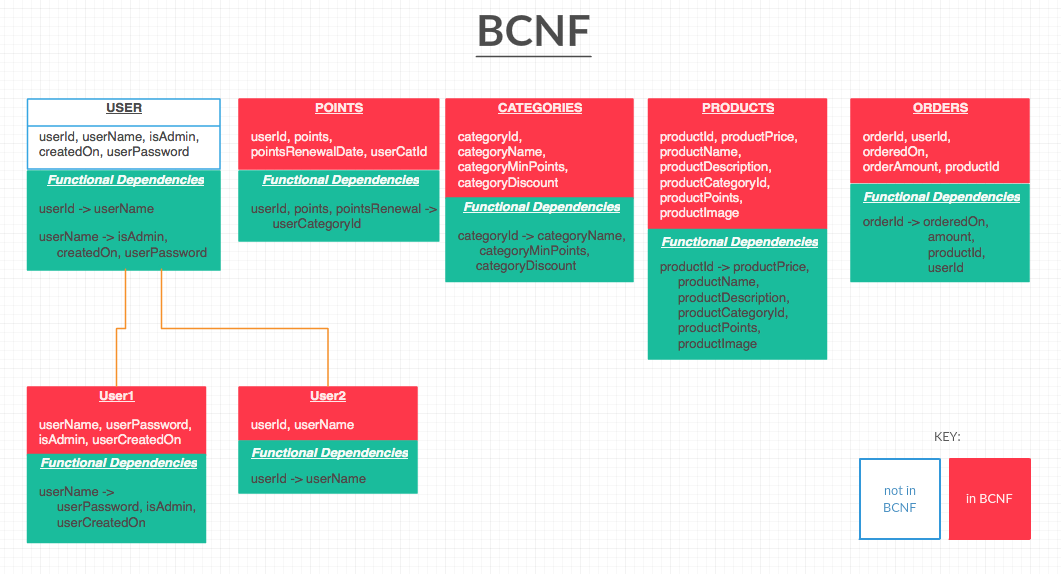 BCNF
USER
userId, userName, isAdmin,
createdOn, userPassword
Functional Dependencies
userId -> userName
userName -> isAdmin,
createdOn, userPassword
POINTS
userId, points,
pointsRenewalDate, userCatId
Functional Dependencies
userId, points, pointsRenewal ->
userCategoryId
CATEGORIES
categoryId,
categoryName,
categoryMinPoints,
categoryDiscount
Functional Dependencies
categoryId -> categoryName,
categoryMinPoints,
categoryDiscount
PRODUCTS
productId, productPrice,
productName,
productDescription,
productCategoryId,
productPoints,
productImage
Functional Dependencies
productId -> productPrice,
productName,
productDescription,
productCategoryId,
productPoints,
productImage
ORDERS
orderId, userId,
orderedOn,
orderAmount, productId
Functional Dependencies
orderId -> orderedOn,
amount,
productId,
userId
User1
userName, userPassword,
isAdmin, userCreatedOn
Functional Dependencies
userName ->
userPassword, isAdmin,
userCreatedOn
User2
userId, userName
Functional Dependencies
userId -> userName
KEY:
not in
BCNF
in BCNF